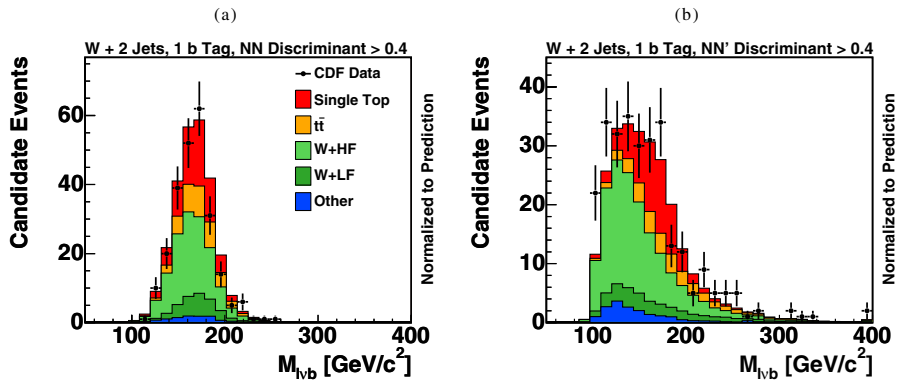 (a)
W + 2 Jets, 1 b Tag, NN Discriminant > 0.4
Candidate Events
60
40
20
0
CDF Data
Single Top
tt̄
W+HF
W+LF
Other
Normalized to Prediction
100 200 300 400
M_lνb [GeV/c²]
(b)
W + 2 Jets, 1 b Tag, NN' Discriminant > 0.4
Candidate Events
40
30
20
10
0
Normalized to Prediction
0 100 200 300 400
M_lνb [GeV/c²]